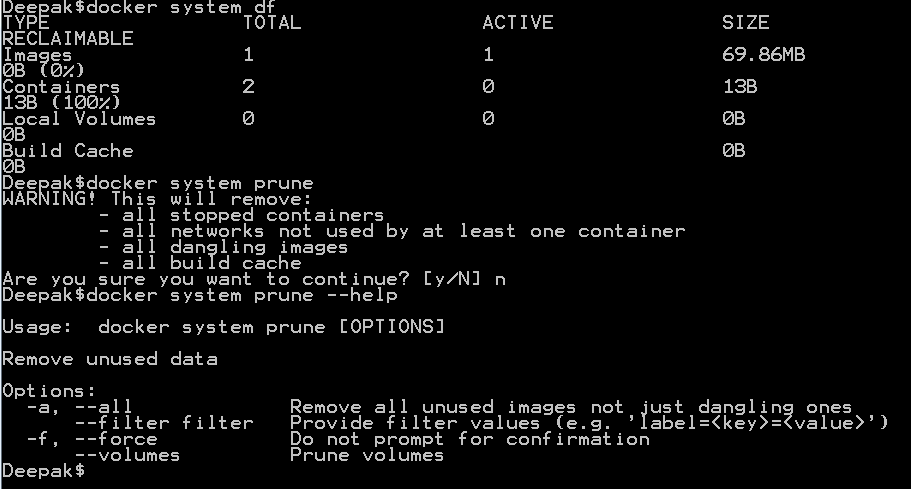 Deepak$docker system df
TYPE                TOTAL               ACTIVE              SIZE
RECLAIMABLE
Images              1                   1                   69.86MB
0B (0%)
Containers          2                   0                   13B
13B (100%)
Local Volumes       0                   0                   0B
0B
Build Cache                                                 0B
0B
Deepak$docker system prune
WARNING! This will remove:
        - all stopped containers
        - all networks not used by at least one container
        - all dangling images
        - all build cache
Are you sure you want to continue? [y/N] n
Deepak$docker system prune --help
Usage:  docker system prune [OPTIONS]
Remove unused data
Options:
  -a, --all             Remove all unused images not just dangling ones
      --filter filter   Provide filter values (e.g. 'label=<key>=<value>')
  -f, --force           Do not prompt for confirmation
      --volumes         Prune volumes
Deepak$